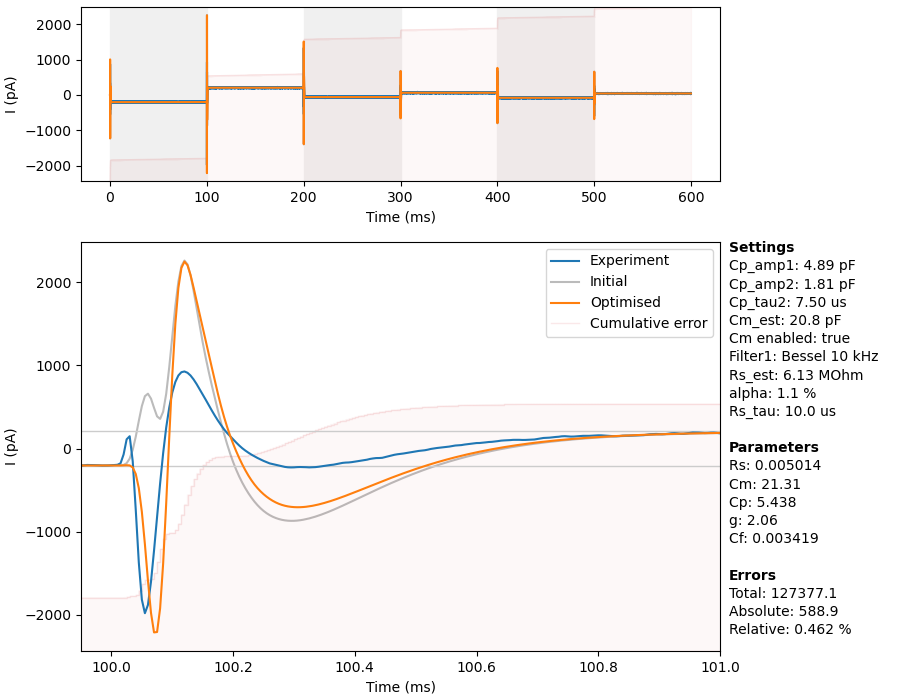 2000
1000
0
−1000
−2000
I (pA)
0 100 200 300 400 500 600
Time (ms)
2000
1000
0
−1000
−2000
I (pA)
100.0 100.2 100.4 100.6 100.8 101.0
Time (ms)
Experiment
Initial
Optimised
Cumulative error
Settings
Cp_amp1: 4.89 pF
Cp_amp2: 1.81 pF
Cp_tau2: 7.50 us
Cm_est: 20.8 pF
Cm enabled: true
Filter1: Bessel 10 kHz
Rs_est: 6.13 MOhm
alpha: 1.1 %
Rs_tau: 10.0 us
Parameters
Rs: 0.005014
Cm: 21.31
Cp: 5.438
g: 2.06
Cf: 0.003419
Errors
Total: 127377.1
Absolute: 588.9
Relative: 0.462 %